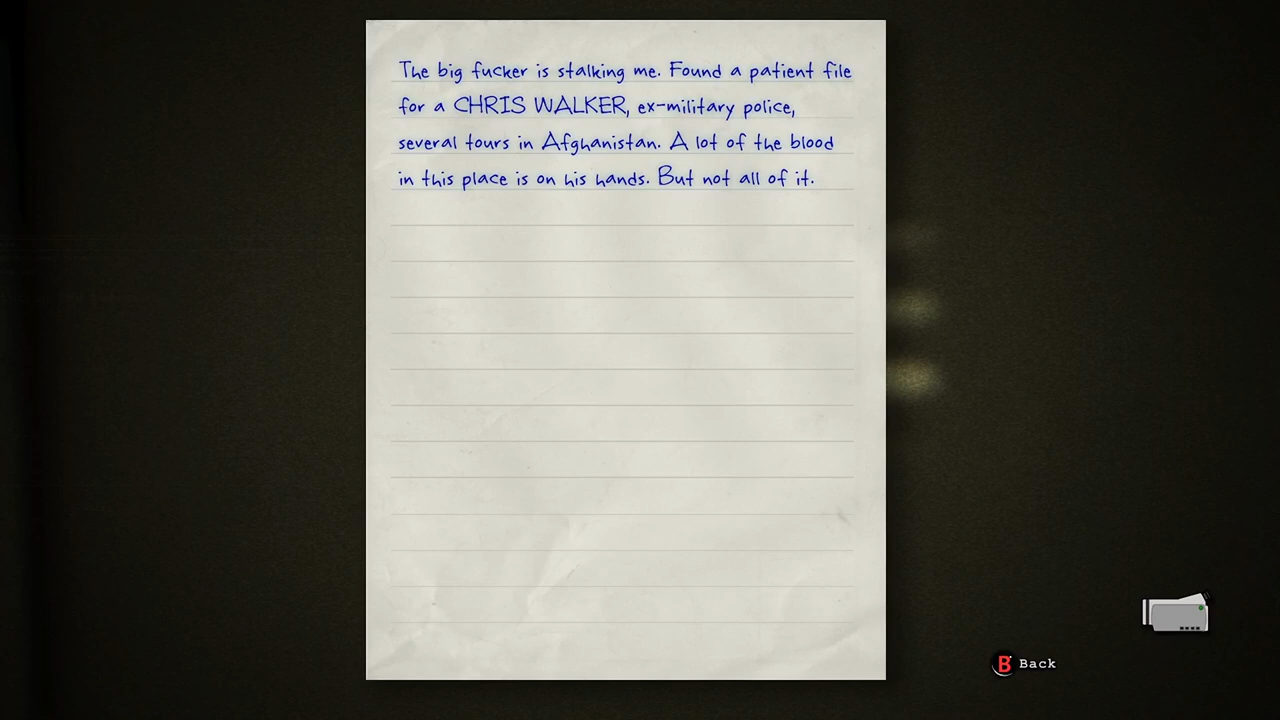 The big fucker is stalking me. Found a patient file
for a CHRIS WALKER, ex-military police,
several tours in Afghanistan. A lot of the blood
in this place is on his hands. But not all of it.
B Back